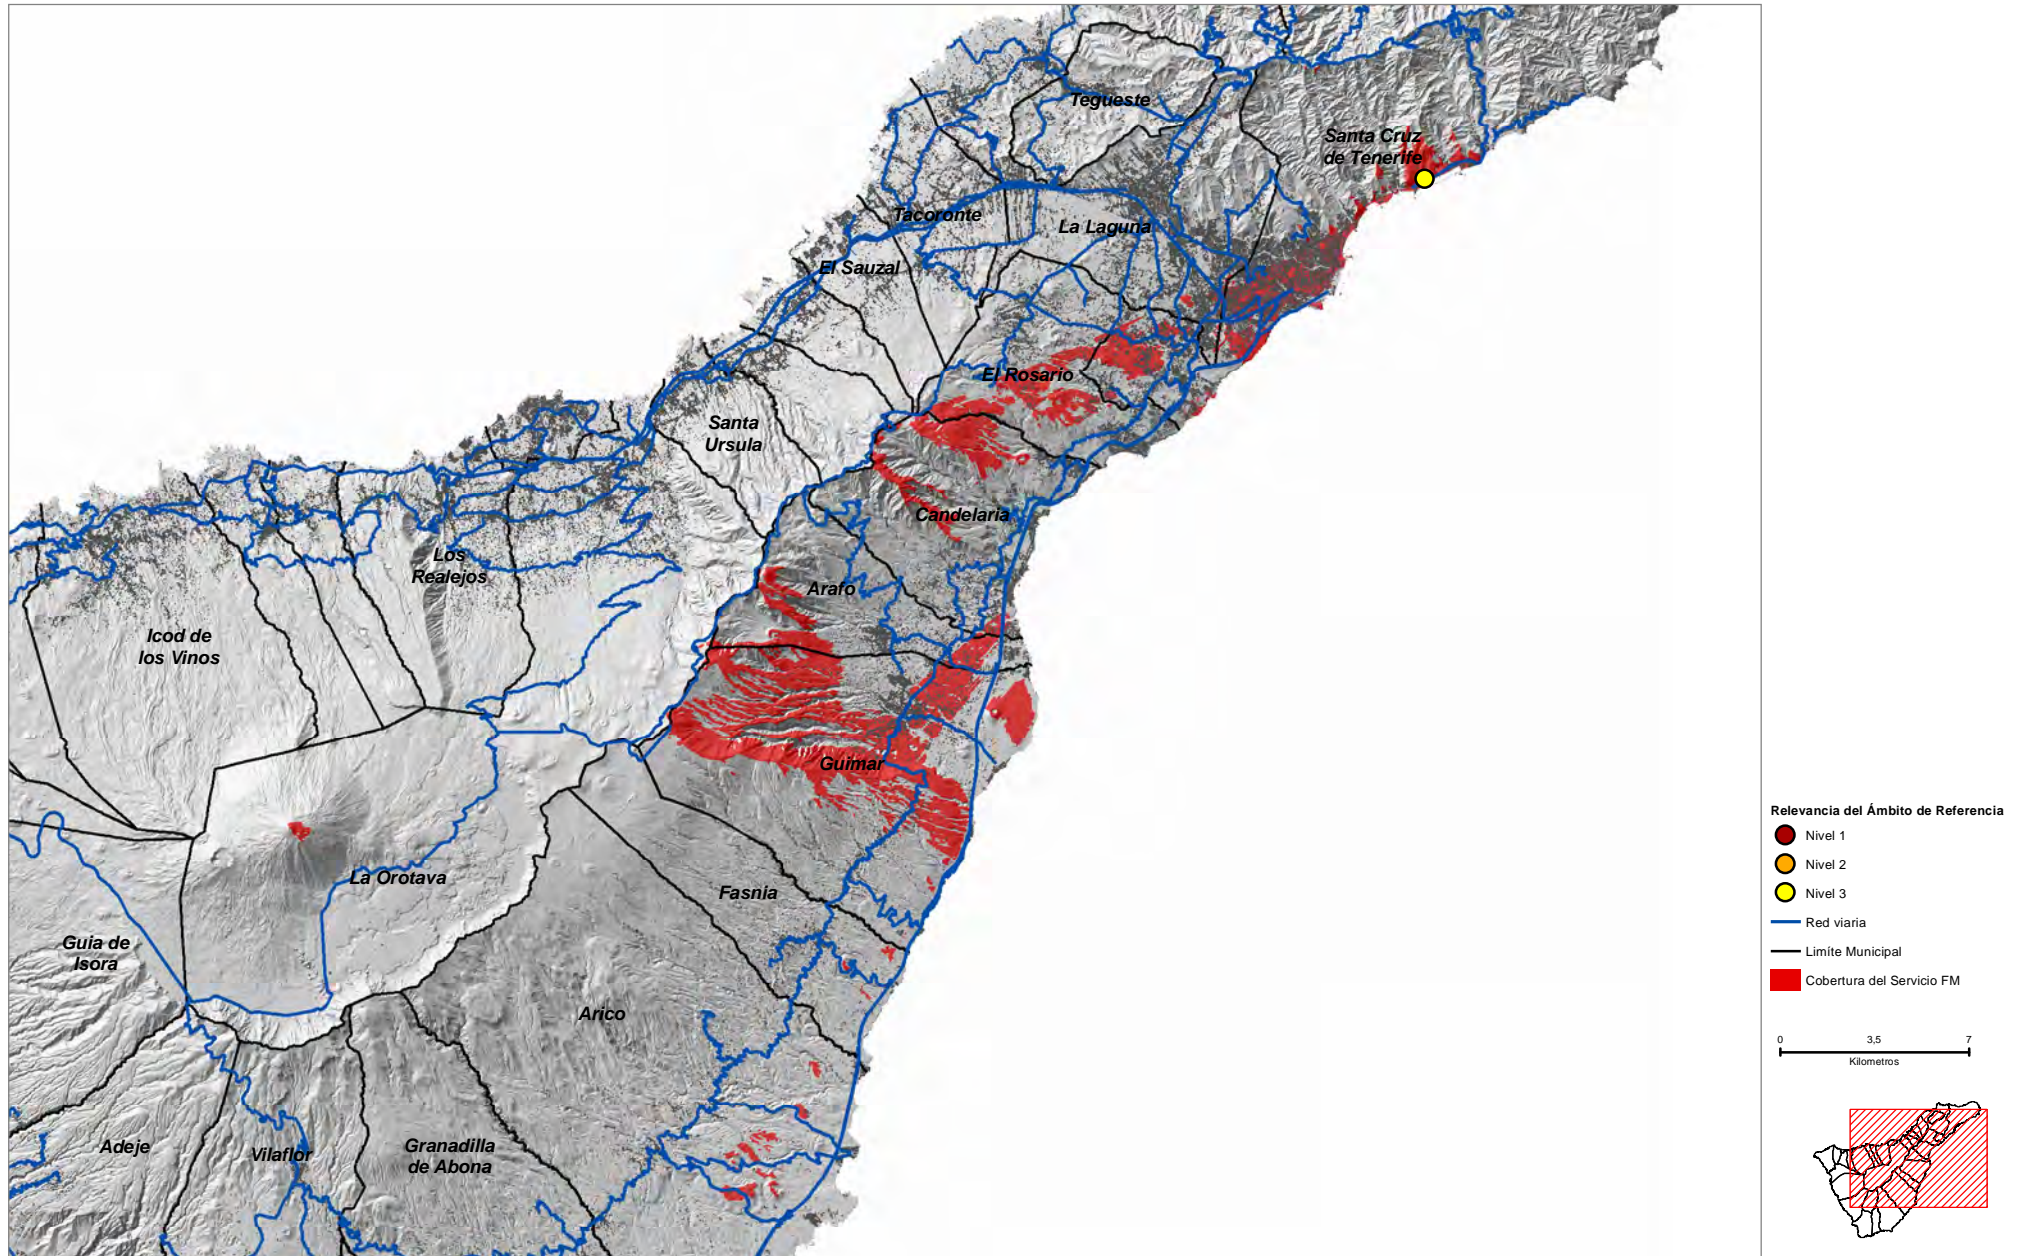 Tegueste
Santa Cruz
de Tenerife
Tacoronte
La Laguna
El Sauzal
El Rosario
Santa
Ursula
Candelaria
Los
Realejos
Arafo
Icod de
los Vinos
Guimar
La Orotava
Fasnia
Guia de
Isora
Arico
Adeje
Vilaflor
Granadilla
de Abona
Relevancia del Ámbito de Referencia
Nivel 1
Nivel 2
Nivel 3
Red viaria
Limíte Municipal
Cobertura del Servicio FM
0 3,5 7
Kilometros